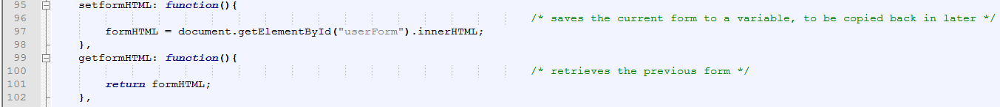 95 setformHTML: function(){
96 /* saves the current form to a variable, to be copied back in later */
97 formHTML = document.getElementById("userForm").innerHTML;
98 },
99 getformHTML: function(){
100 /* retrieves the previous form */
101 return formHTML;
102 },